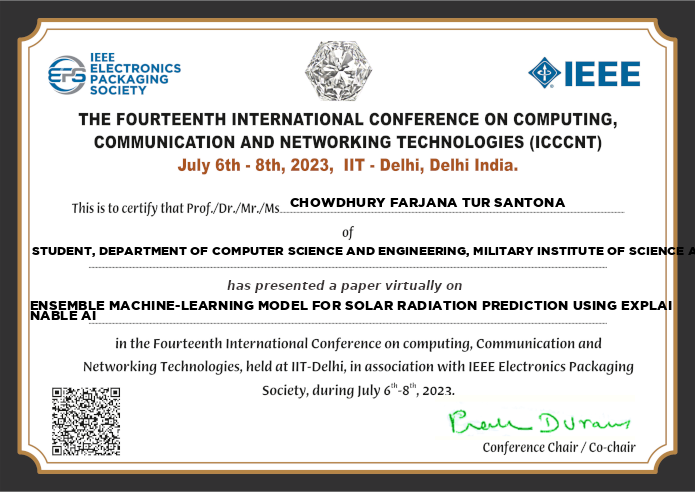 IEEE
ELECTRONICS
PACKAGING
SOCIETY
EPS
IEEE
THE FOURTEENTH INTERNATIONAL CONFERENCE ON COMPUTING,
COMMUNICATION AND NETWORKING TECHNOLOGIES (ICCCNT)
July 6th - 8th, 2023, IIT - Delhi, Delhi India.
This is to certify that Prof./Dr./Mr./Ms. CHOWDHURY FARJANA TUR SANTONA
of
STUDENT, DEPARTMENT OF COMPUTER SCIENCE AND ENGINEERING, MILITARY INSTITUTE OF SCIENCE A
has presented a paper virtually on
ENSEMBLE MACHINE-LEARNING MODEL FOR SOLAR RADIATION PREDICTION USING EXPLAI
NABLE AI
in the Fourteenth International Conference on computing, Communication and
Networking Technologies, held at IIT-Delhi, in association with IEEE Electronics Packaging
Society, during July 6th-8th, 2023.
Conference Chair / Co-chair